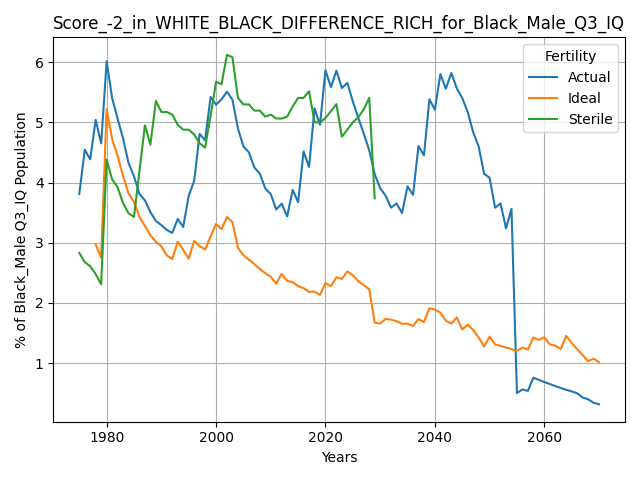 Score_-2_in_WHITE_BLACK_DIFFERENCE_RICH_for_Black_Male_Q3_IQ
Fertility
Actual
Ideal
Sterile
% of Black_Male Q3_IQ Population
6
5
4
3
2
1
1980
2000
2020
2040
2060
Years